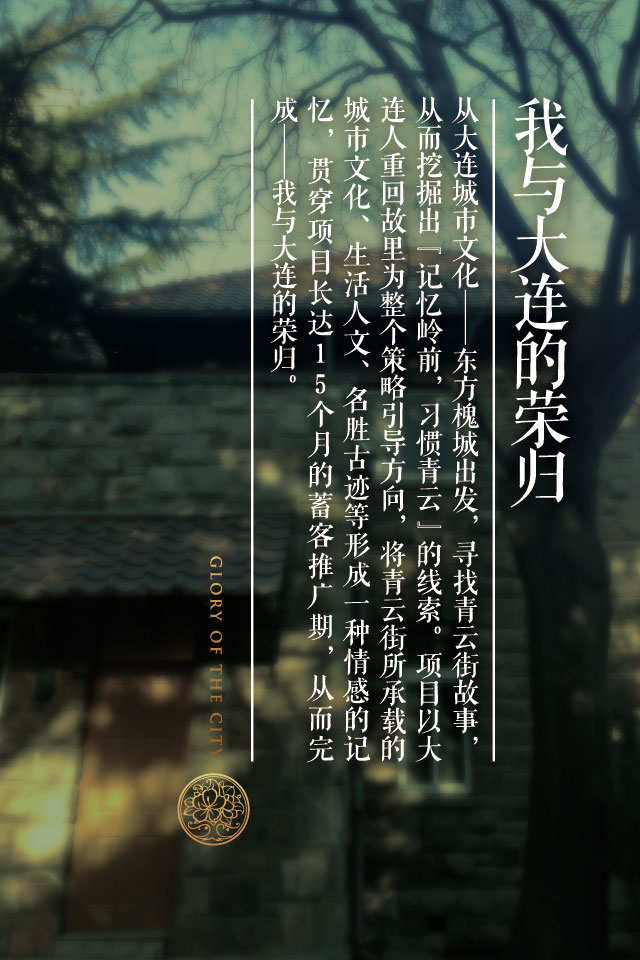 我与大连的荣归
从大连城市文化——东方槐城出发，寻找青云街故事，
从而挖掘出『记忆岭前，习惯青云』的线索。项目以大
连人重回故里为整个策略引导方向，将青云街所承载的
城市文化、生活人文、名胜古迹等形成一种情感的记
忆，贯穿项目长达15个月的蓄客推广期，从而完
成——我与大连的荣归。
GLORY OF THE CITY